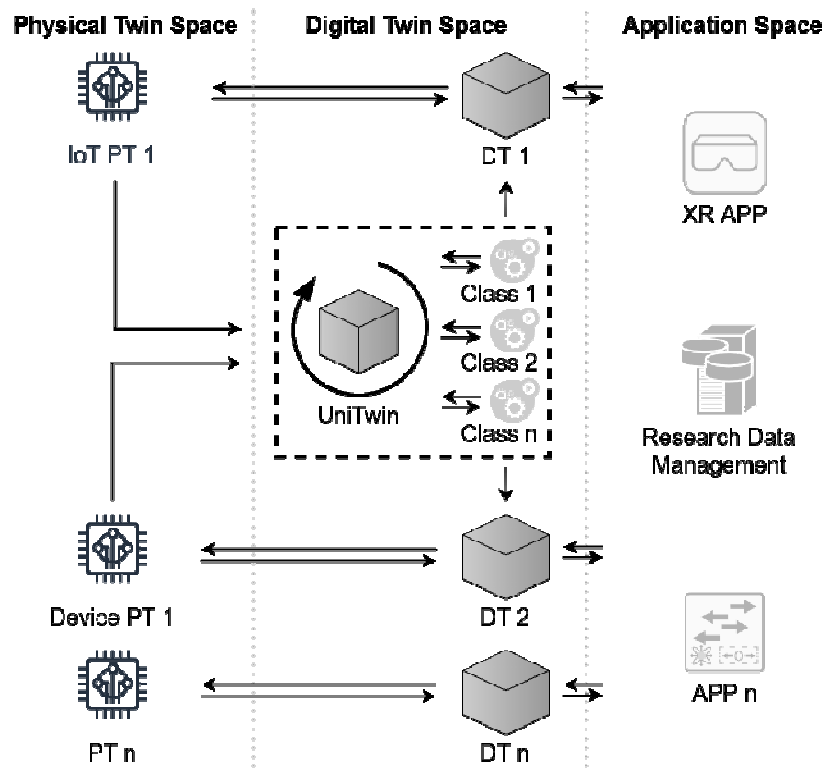 Physical Twin Space
Digital Twin Space
Application Space
IoT PT 1
DT 1
XR APP
Class 1
Class 2
UniTwin
Class n
Research Data
Management
Device PT 1
DT 2
APP n
PT n
DT n